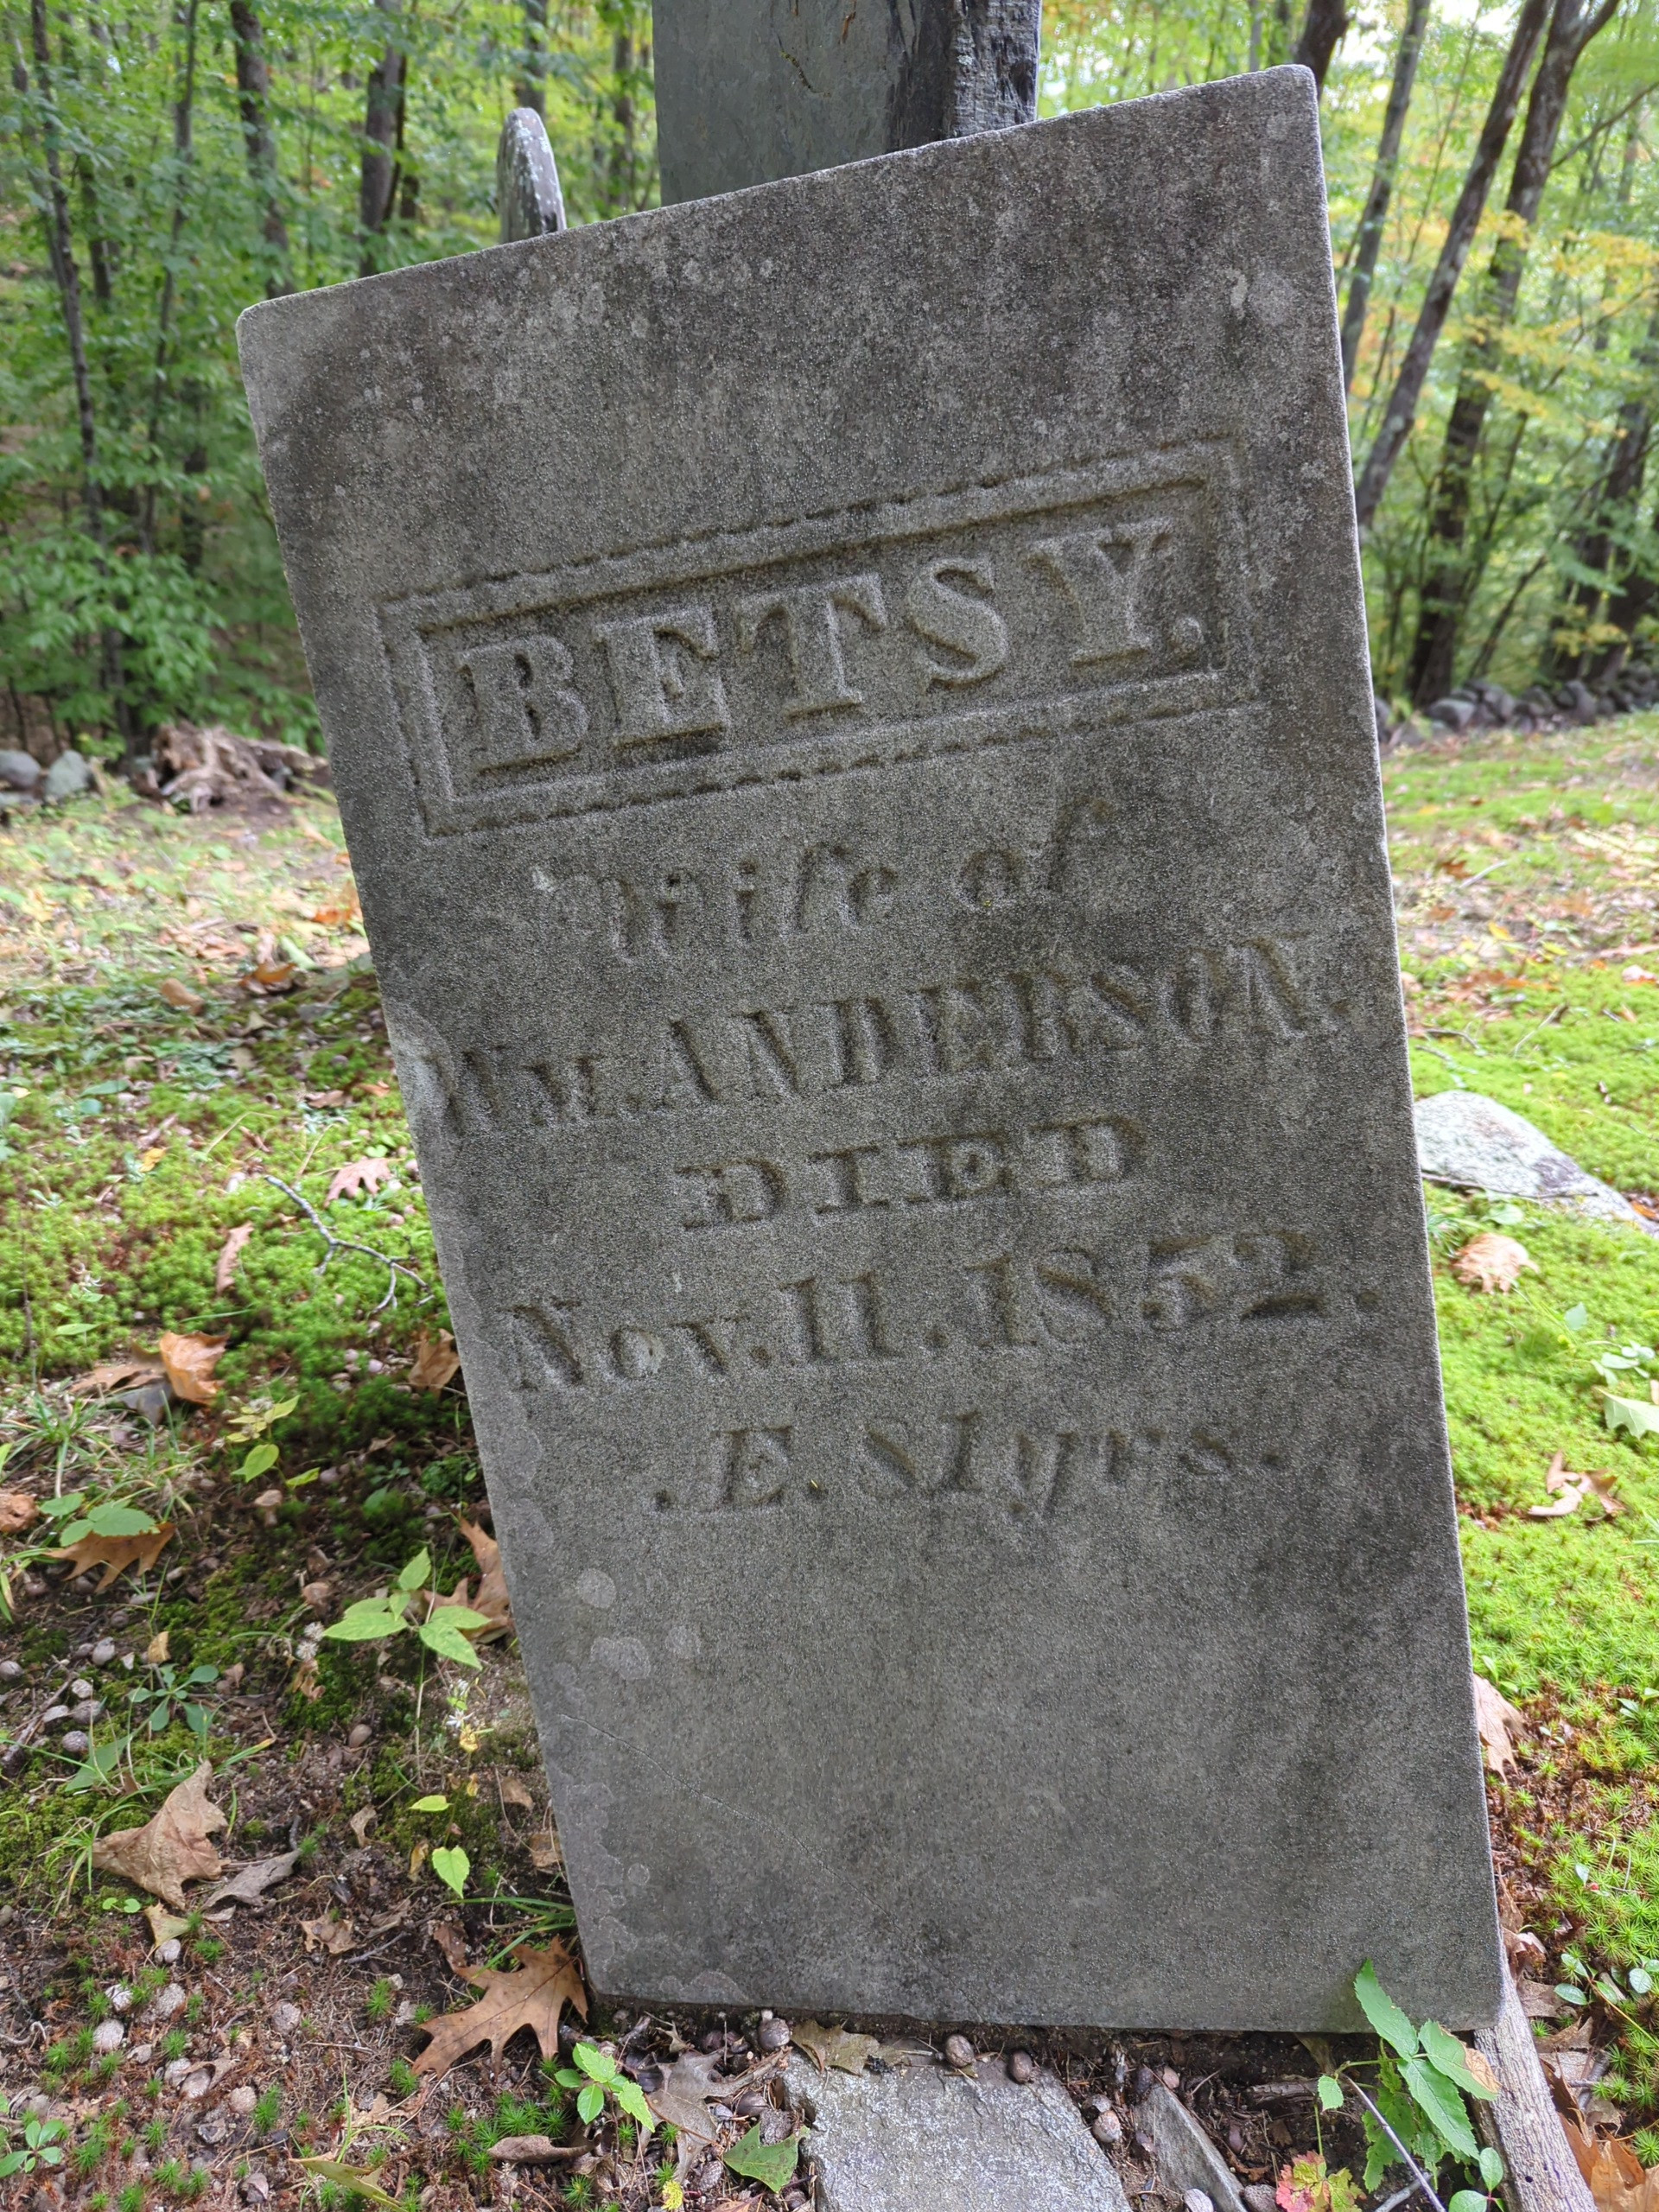 BETSY.
Wife of
Wm. ANDERSON.
DIED
Nov. 11. 1852.